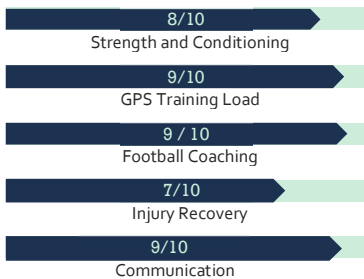 8/10
Strength and Conditioning
9/10
GPS Training Load
9 / 10
Football Coaching
7/10
Injury Recovery
9/10
Communication